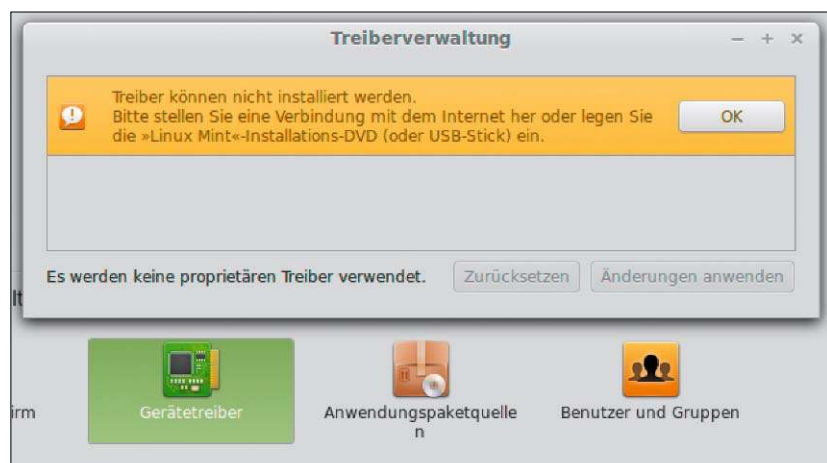 Treiberverwaltung
Treiber können nicht installiert werden.
Bitte stellen Sie eine Verbindung mit dem Internet her oder legen Sie
die »Linux Mint«-Installations-DVD (oder USB-Stick) ein.
OK
Es werden keine proprietären Treiber verwendet.
Zurücksetzen
Änderungen anwenden
lt
irm
Gerätetreiber
Anwendungspaketquelle
n
Benutzer und Gruppen